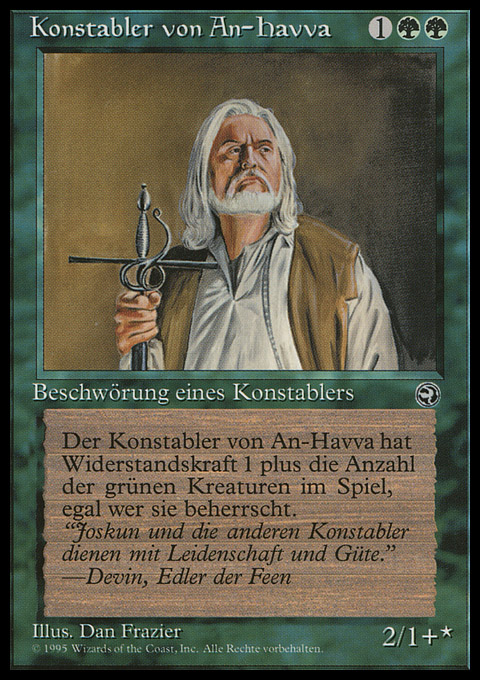 Konstabler von An-Havva 1
Beschwörung eines Konstablers
Der Konstabler von An-Havva hat
Widerstandskraft 1 plus die Anzahl
der grünen Kreaturen im Spiel,
egal wer sie beherrscht.
“Joskun und die anderen Konstabler
dienen mit Leidenschaft und Güte.”
—Devin, Edler der Feen
Illus. Dan Frazier
2/1+*
© 1995 Wizards of the Coast, Inc. Alle Rechte vorbehalten.